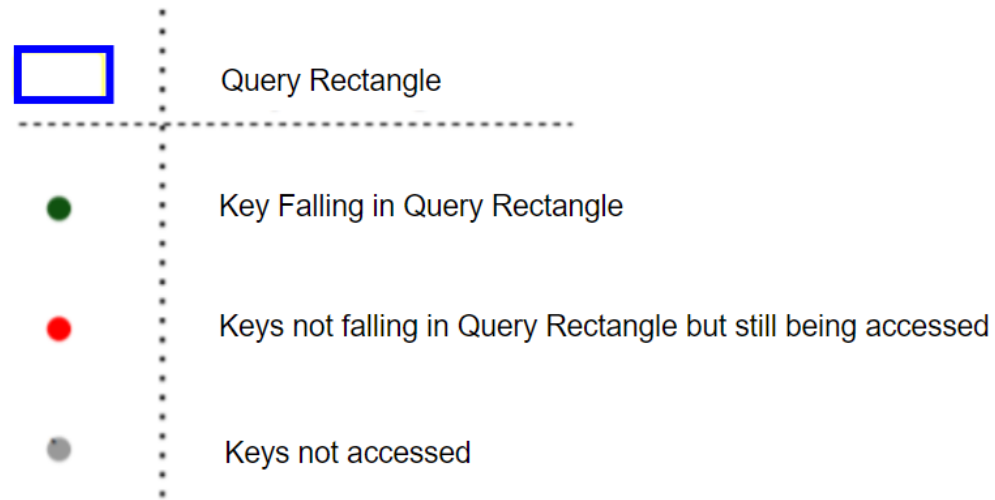 Query Rectangle
Key Falling in Query Rectangle
Keys not falling in Query Rectangle but still being accessed
Keys not accessed